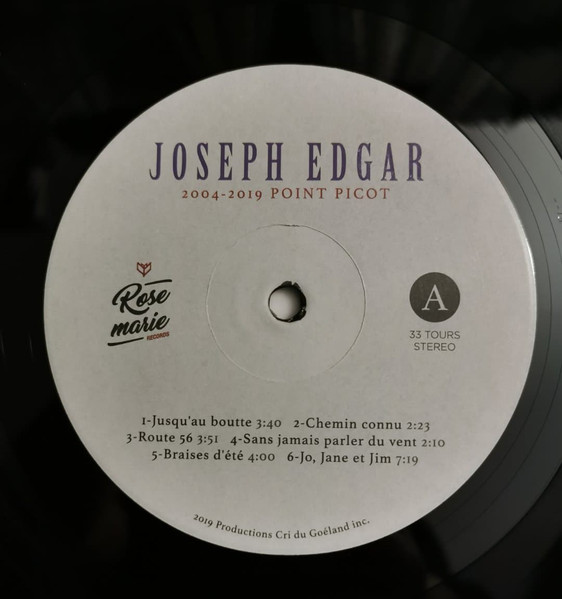 JOSEPH EDGAR
2004-2019 POINT PICOT
Rose
marie
RECORDS
A
33 TOURS
STEREO
1-Jusqu'au boutte 3:40 2-Chemin connu 2:23
3-Route 56 3:51 4-Sans jamais parler du vent 2:10
5-Braises d'été 4:00 6-Jo, Jane et Jim 7:19
2019 Productions Cri du Goéland inc.